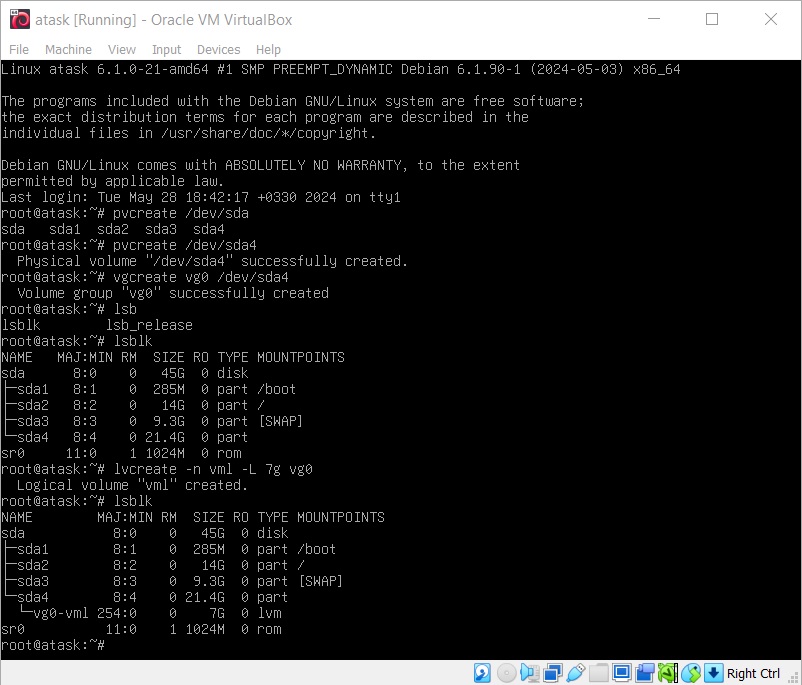 atask [Running] - Oracle VM VirtualBox
File Machine View Input Devices Help
Linux atask 6.1.0-21-amd64 #1 SMP PREEMPT_DYNAMIC Debian 6.1.90-1 (2024-05-03) x86_64
The programs included with the Debian GNU/Linux system are free software;
the exact distribution terms for each program are described in the
individual files in /usr/share/doc/*/copyright.
Debian GNU/Linux comes with ABSOLUTELY NO WARRANTY, to the extent
permitted by applicable law.
Last login: Tue May 28 18:42:17 +0330 2024 on tty1
root@atask:~# pvcreate /dev/sda
sda   sda1  sda2  sda3  sda4
root@atask:~# pvcreate /dev/sda4
  Physical volume "/dev/sda4" successfully created.
root@atask:~# vgcreate vg0 /dev/sda4
  Volume group "vg0" successfully created
root@atask:~# lsb
lsblk        lsb_release
root@atask:~# lsblk
NAME   MAJ:MIN RM  SIZE RO TYPE MOUNTPOINTS
sda      8:0    0   45G  0 disk
├─sda1   8:1    0  285M  0 part /boot
├─sda2   8:2    0   14G  0 part /
├─sda3   8:3    0  9.3G  0 part [SWAP]
└─sda4   8:4    0 21.4G  0 part
sr0     11:0    1 1024M  0 rom
root@atask:~# lvcreate -n vml -L 7g vg0
  Logical volume "vml" created.
root@atask:~# lsblk
NAME        MAJ:MIN RM  SIZE RO TYPE MOUNTPOINTS
sda           8:0    0   45G  0 disk
├─sda1        8:1    0  285M  0 part /boot
├─sda2        8:2    0   14G  0 part /
├─sda3        8:3    0  9.3G  0 part [SWAP]
└─sda4        8:4    0 21.4G  0 part
  └─vg0-vml 254:0    0    7G  0 lvm
sr0          11:0    1 1024M  0 rom
root@atask:~#
Right Ctrl